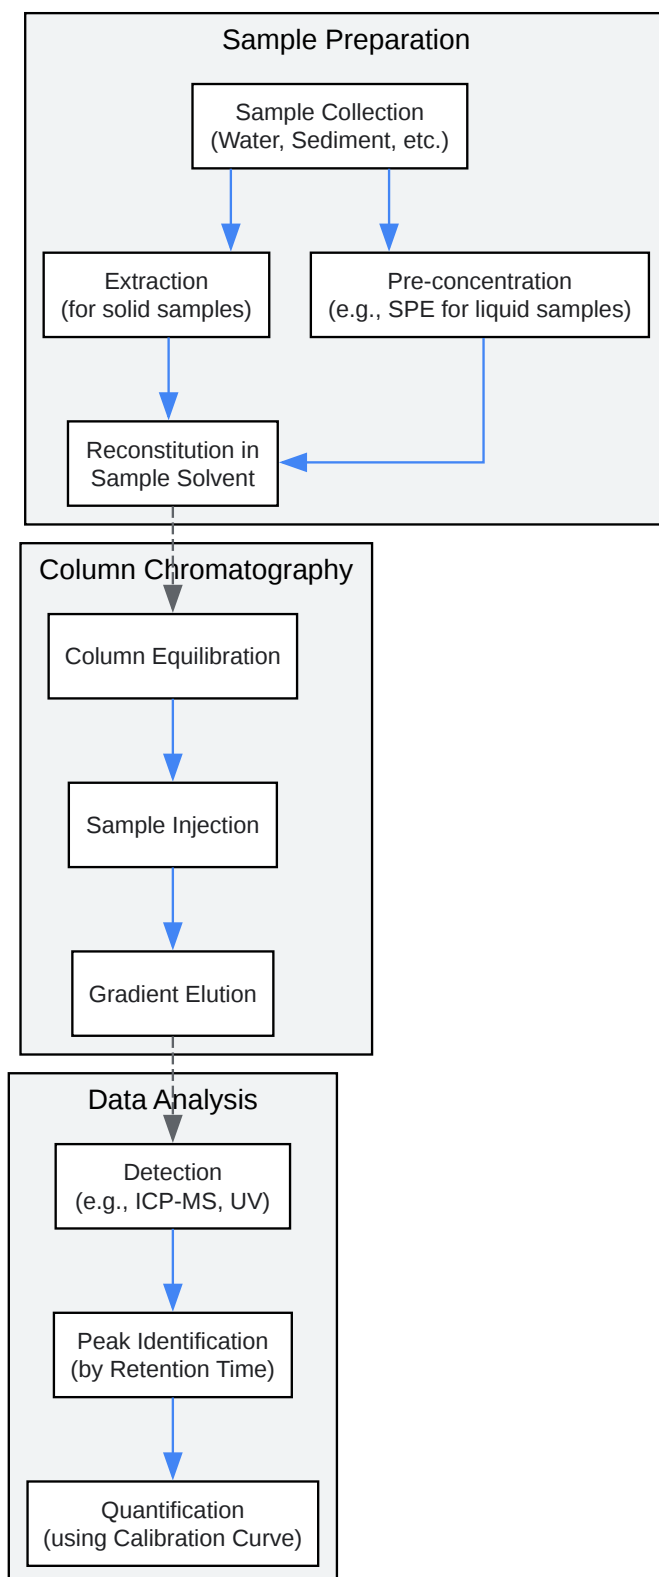 Sample Preparation
Sample Collection
(Water, Sediment, etc.)
Extraction
(for solid samples)
Pre-concentration
(e.g., SPE for liquid samples)
Reconstitution in
Sample Solvent
Column Chromatography
Column Equilibration
Sample Injection
Gradient Elution
Data Analysis
Detection
(e.g., ICP-MS, UV)
Peak Identification
(by Retention Time)
Quantification
(using Calibration Curve)